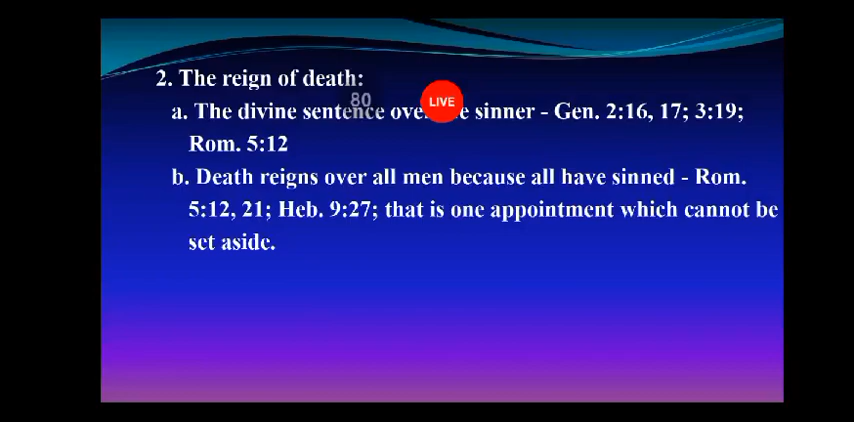 2. The reign of death:
80
LIVE
a. The divine sentence ove e sinner - Gen. 2:16, 17; 3:19;
Rom. 5:12
b. Death reigns over all men because all have sinned - Rom.
5:12, 21; Heb. 9:27; that is one appointment which cannot be
set aside.